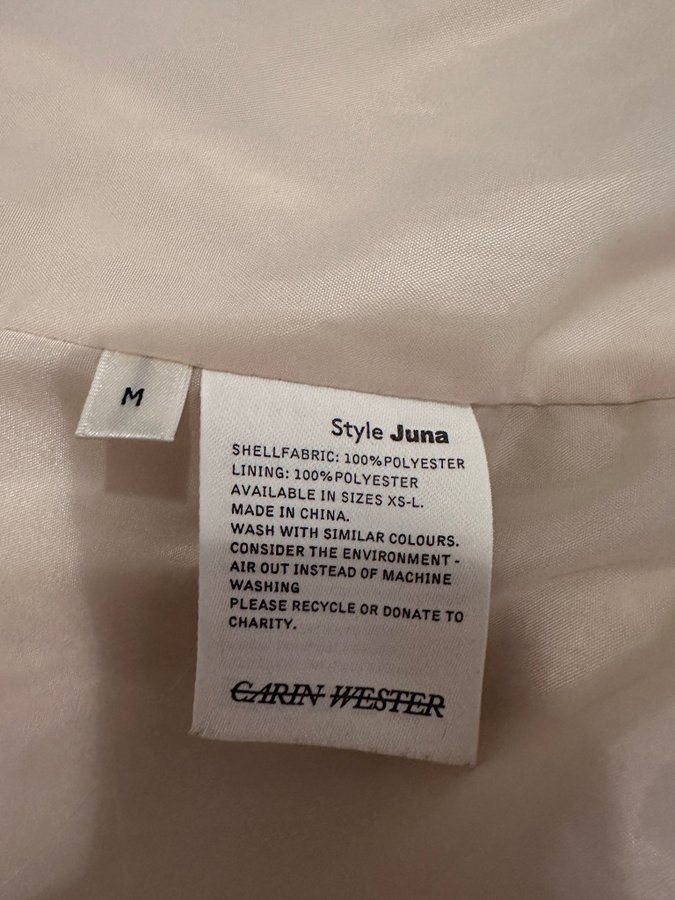 M
Style Juna
SHELLFABRIC: 100%POLYESTER
LINING: 100%POLYESTER
AVAILABLE IN SIZES XS-L.
MADE IN CHINA.
WASH WITH SIMILAR COLOURS.
CONSIDER THE ENVIRONMENT -
AIR OUT INSTEAD OF MACHINE
WASHING
PLEASE RECYCLE OR DONATE TO
CHARITY.
CARIN WESTER